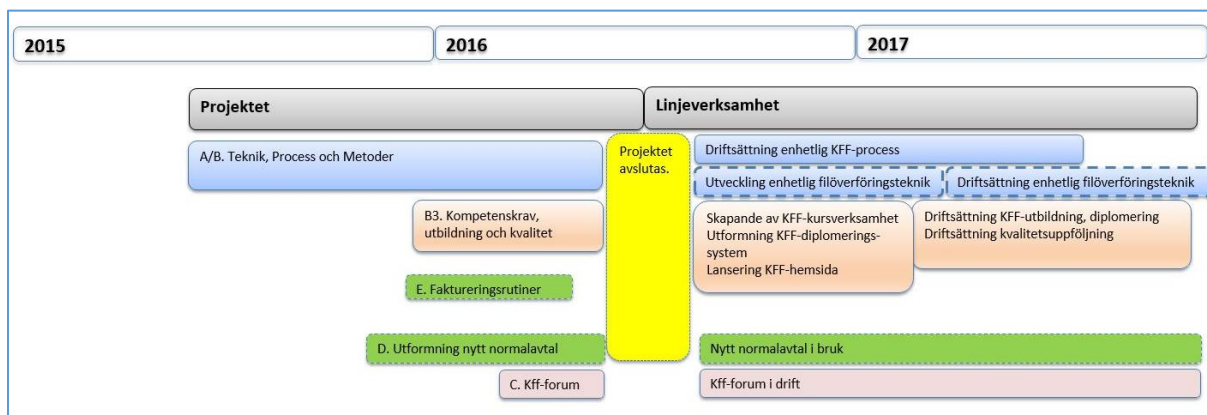 2015
2016
2017
Projektet
Linjeverksamhet
A/B. Teknik, Process och Metoder
Projektet
avslutas.
Driftsättning enhetlig KFF-process
Utveckling enhetlig filöverföringsteknik
Driftsättning enhetlig filöverföringsteknik
B3. Kompetenskrav,
utbildning och kvalitet
Skapande av KFF-kursverksamhet
Utformning KFF-diplomerings-
system
Lansering KFF-hemsida
Driftsättning KFF-utbildning, diplomering
Driftsättning kvalitetsuppföljning
E. Faktureringsrutiner
D. Utformning nytt normalavtal
Nytt normalavtal i bruk
C. Kff-forum
Kff-forum i drift